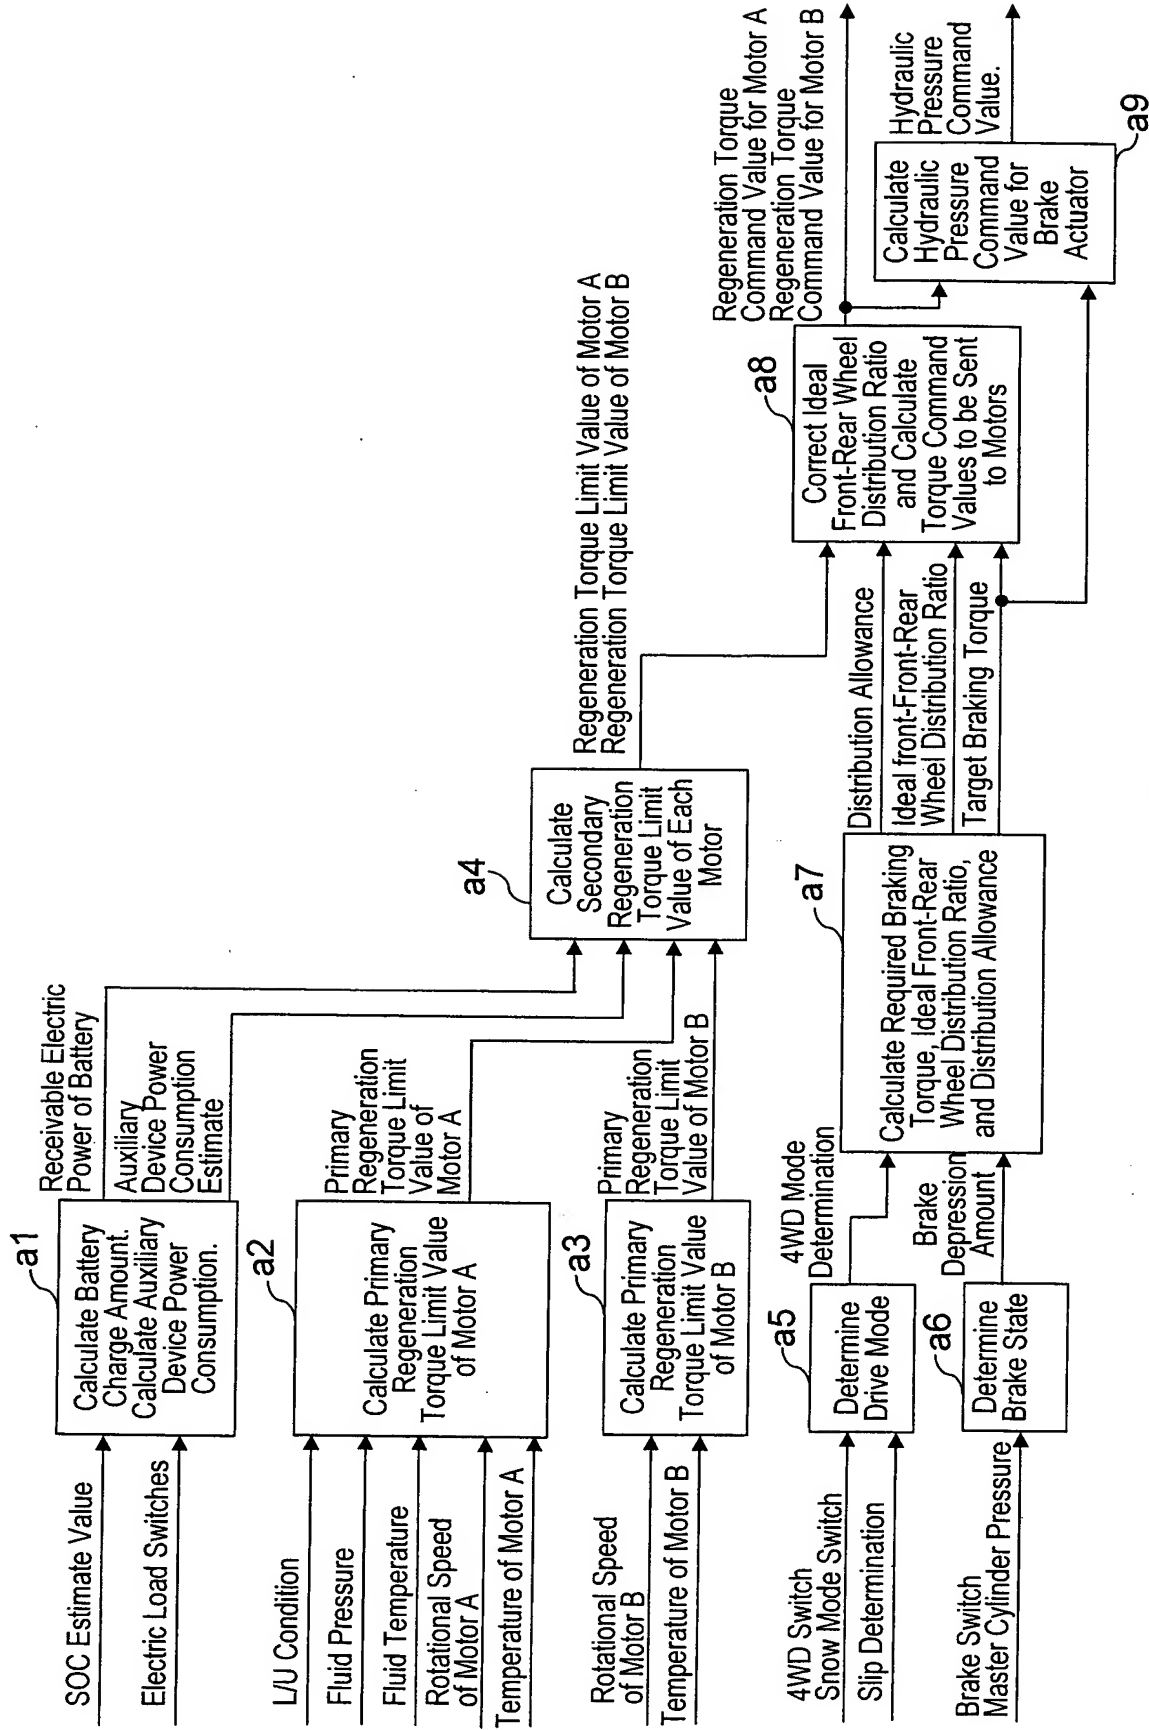 SOC Estimate Value
Electric Load Switches
a1
Calculate Battery
Charge Amount.
Calculate Auxiliary
Device Power
Consumption.
Receivable Electric
Power of Battery
Auxiliary
Device Power
Consumption
Estimate
L/U Condition
Fluid Pressure
Fluid Temperature
Rotational Speed
of Motor A
Temperature of Motor A
a2
Calculate Primary
Regeneration
Torque Limit Value
of Motor A
Primary
Regeneration
Torque Limit
Value of
Motor A
Rotational Speed
of Motor B
Temperature of Motor B
a3
Calculate Primary
Regeneration
Torque Limit Value
of Motor B
Primary
Regeneration
Torque Limit
Value of Motor B
a4
Calculate
Secondary
Regeneration
Torque Limit
Value of Each
Motor
Regeneration Torque Limit Value of Motor A
Regeneration Torque Limit Value of Motor B
4WD Switch
Snow Mode Switch
Slip Determination
a5
Determine
Drive Mode
4WD Mode
Determination
Brake Switch
Master Cylinder Pressure
a6
Determine
Brake State
Brake
Depression
Amount
a7
Calculate Required Braking
Torque, Ideal Front-Rear
Wheel Distribution Ratio,
and Distribution Allowance
Distribution Allowance
Ideal front-Front-Rear
Wheel Distribution Ratio
Target Braking Torque
a8
Correct Ideal
Front-Rear Wheel
Distribution Ratio
and Calculate
Torque Command
Values to be Sent
to Motors
Regeneration Torque
Command Value for Motor A
Regeneration Torque
Command Value for Motor B
a9
Calculate
Hydraulic
Pressure
Command
Value for
Brake
Actuator
Hydraulic
Pressure
Command
Value.